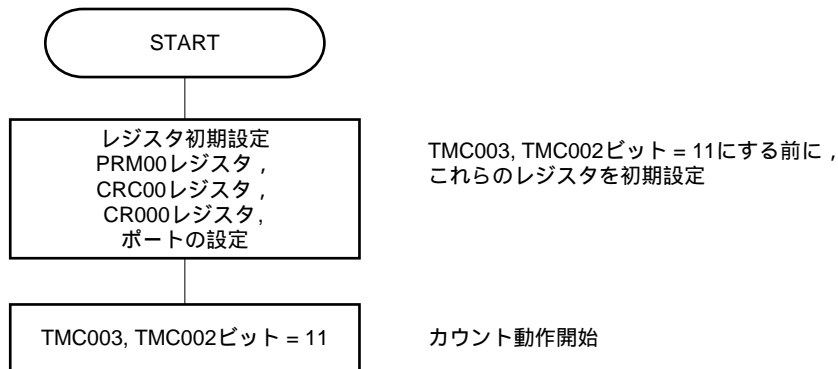 START
レジスタ初期設定
PRM00レジスタ，
CRC00レジスタ，
CR000レジスタ,
ポートの設定
TMC003, TMC002ビット = 11にする前に，
これらのレジスタを初期設定
TMC003, TMC002ビット = 11
カウント動作開始